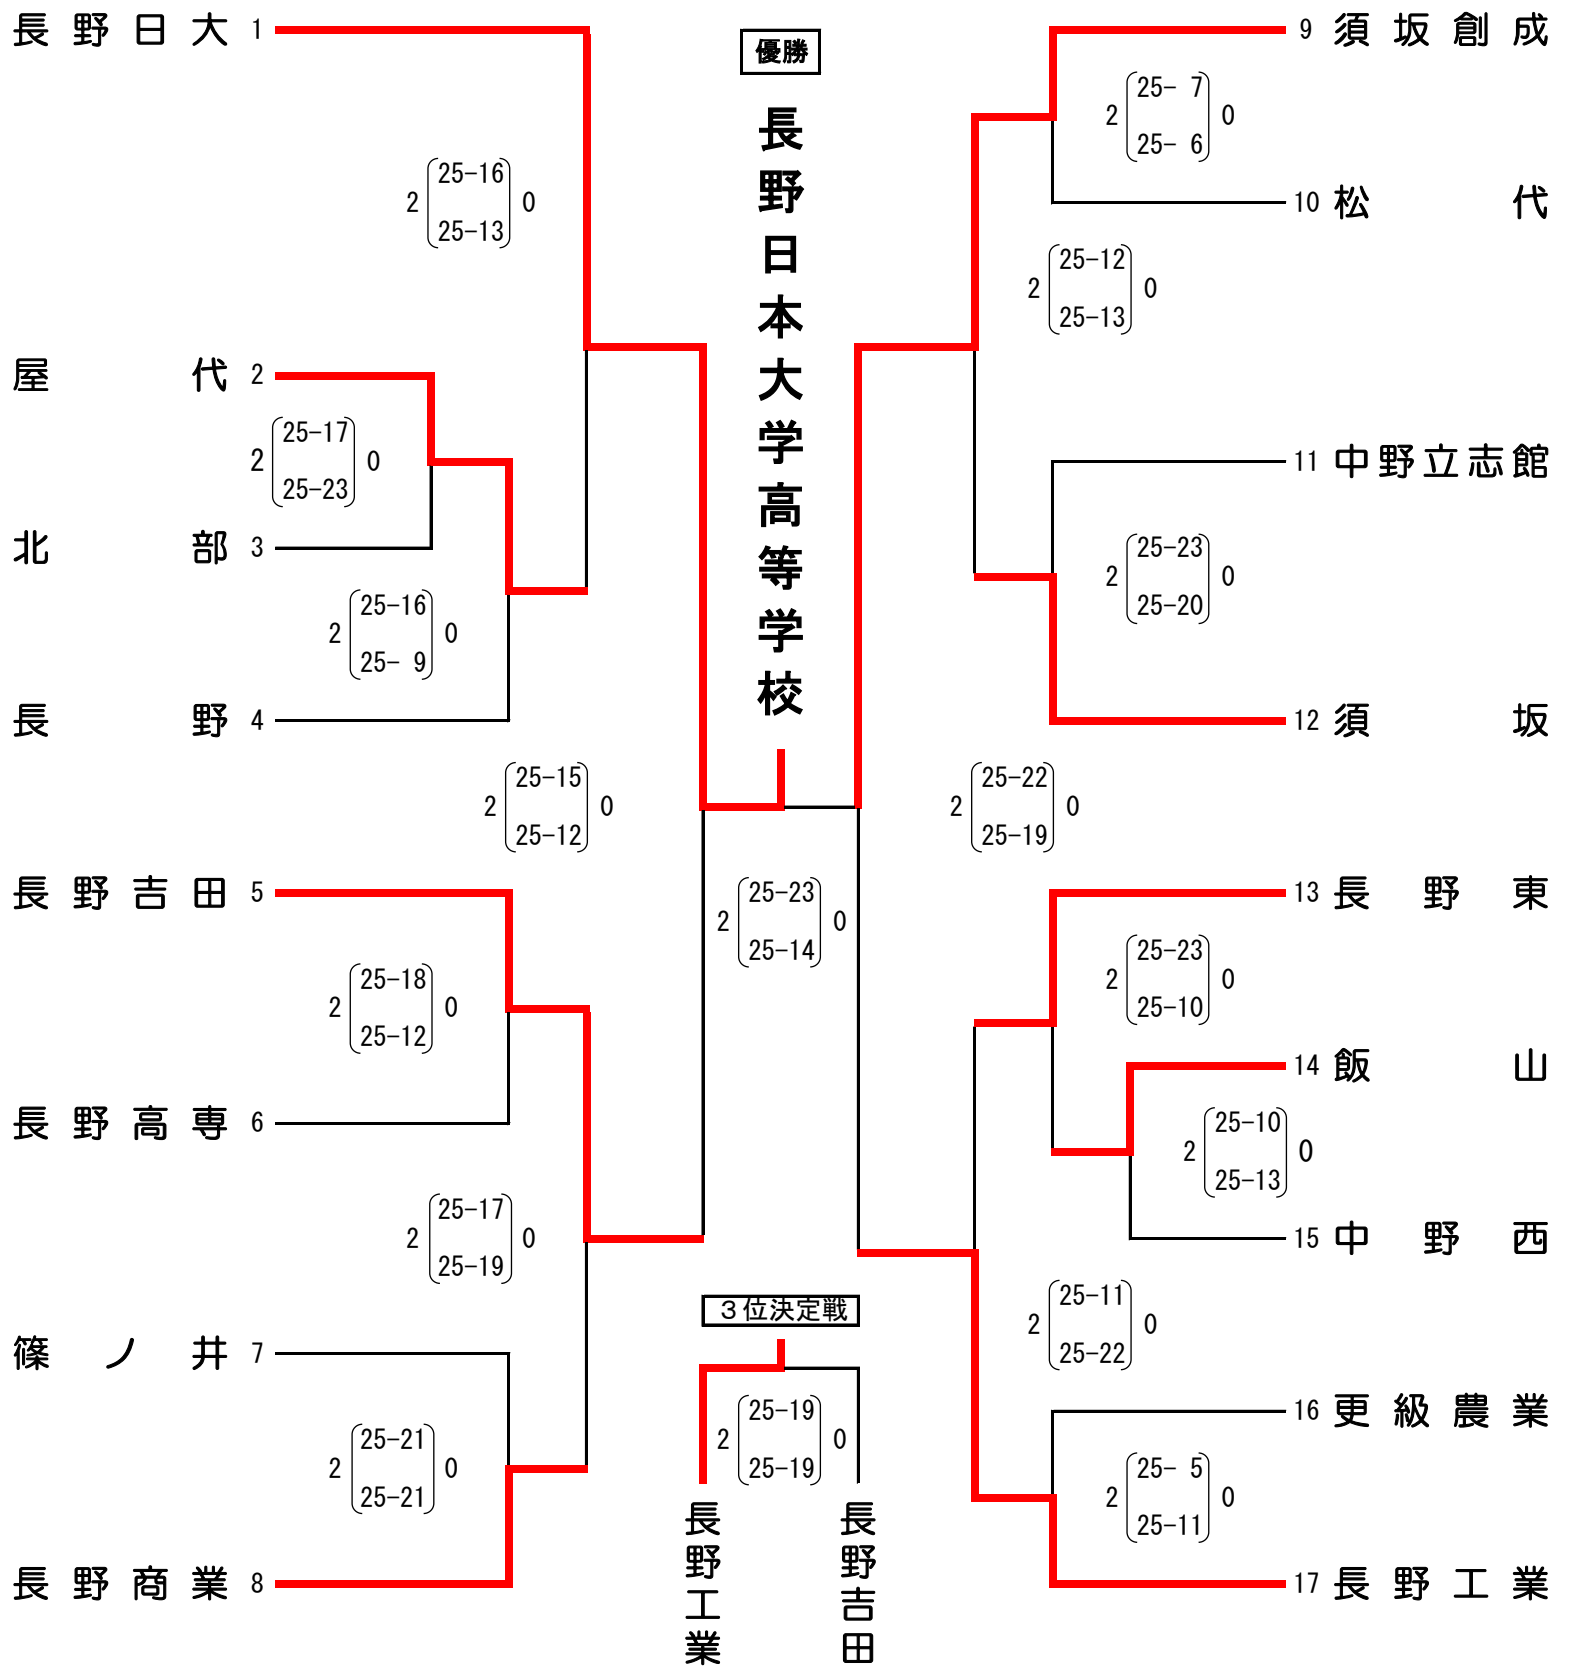 長野日大 1
2 25-16 0
25-13
屋代 2
2 25-17 0
25-23
北部 3
2 25-16 0
25- 9
長野 4
2 25-15 0
25-12
長野吉田 5
2 25-18 0
25-12
長野高専 6
2 25-17 0
25-19
篠ノ井 7
2 25-21 0
25-21
長野商業 8
優勝
長野日本大学高等学校
2 25-23 0
25-14
3位決定戦
2 25-19 0
25-19
長野工業
長野吉田
9 須坂創成
2 25- 7 0
25- 6
10 松代
2 25-12 0
25-13
11 中野立志館
2 25-23 0
25-20
12 須坂
2 25-22 0
25-19
13 長野東
2 25-23 0
25-10
14 飯山
2 25-10 0
25-13
15 中野西
2 25-11 0
25-22
16 更級農業
2 25- 5 0
25-11
17 長野工業